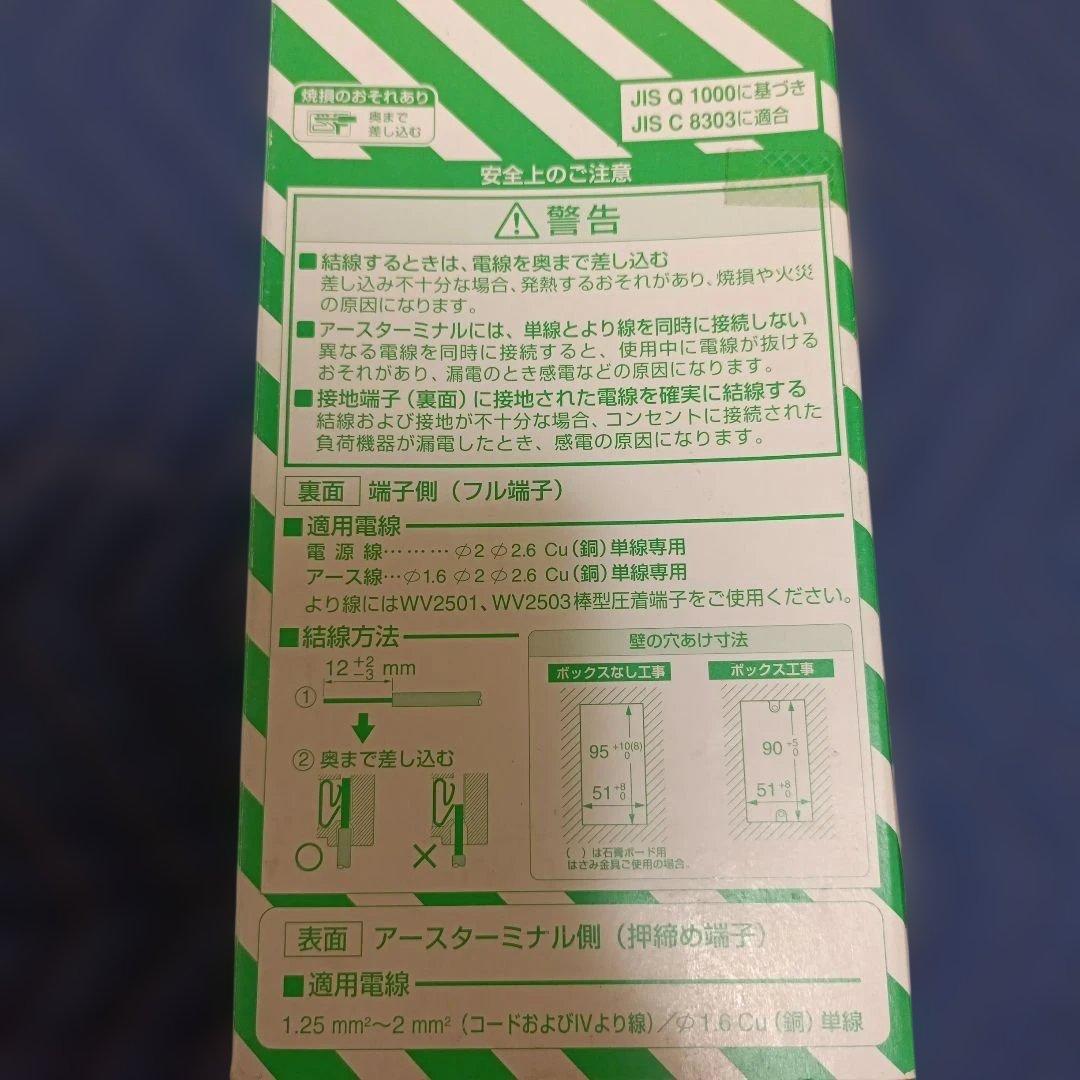 焼損のおそれあり
奥まで
差し込む
JIS Q 1000に基づき
JIS C 8303に適合
安全上のご注意
警告
■結線するときは、電線を奥まで差し込む
差し込み不十分な場合、発熱するおそれがあり、焼損や火災
の原因になります。
■アースターミナルには、単線とより線を同時に接続しない
異なる電線を同時に接続すると、使用中に電線が抜ける
おそれがあり、漏電のとき感電などの原因になります。
■接地端子（裏面）に接地された電線を確実に結線する
結線および接地が不十分な場合、コンセントに接続された
負荷機器が漏電したとき、感電の原因になります。
裏面 端子側（フル端子）
■適用電線
電源線……… φ2 φ2.6 Cu（銅）単線専用
アース線…φ1.6 φ2 φ2.6 Cu（銅）単線専用
より線にはWV2501、WV2503棒型圧着端子をご使用ください。
■結線方法
12 +2 −3 mm
①
②奥まで差し込む
○ ×
壁の穴あけ寸法
ボックスなし工事
ボックス工事
95 +10(8) 0
51 +8 0
90 +5 0
51 +8 0
（ ）は石膏ボード用
はさみ金具ご使用の場合。
表面 アースターミナル側（押締め端子）
■適用電線
1.25 mm²～2 mm²（コードおよびIVより線）／φ1.6 Cu（銅）単線